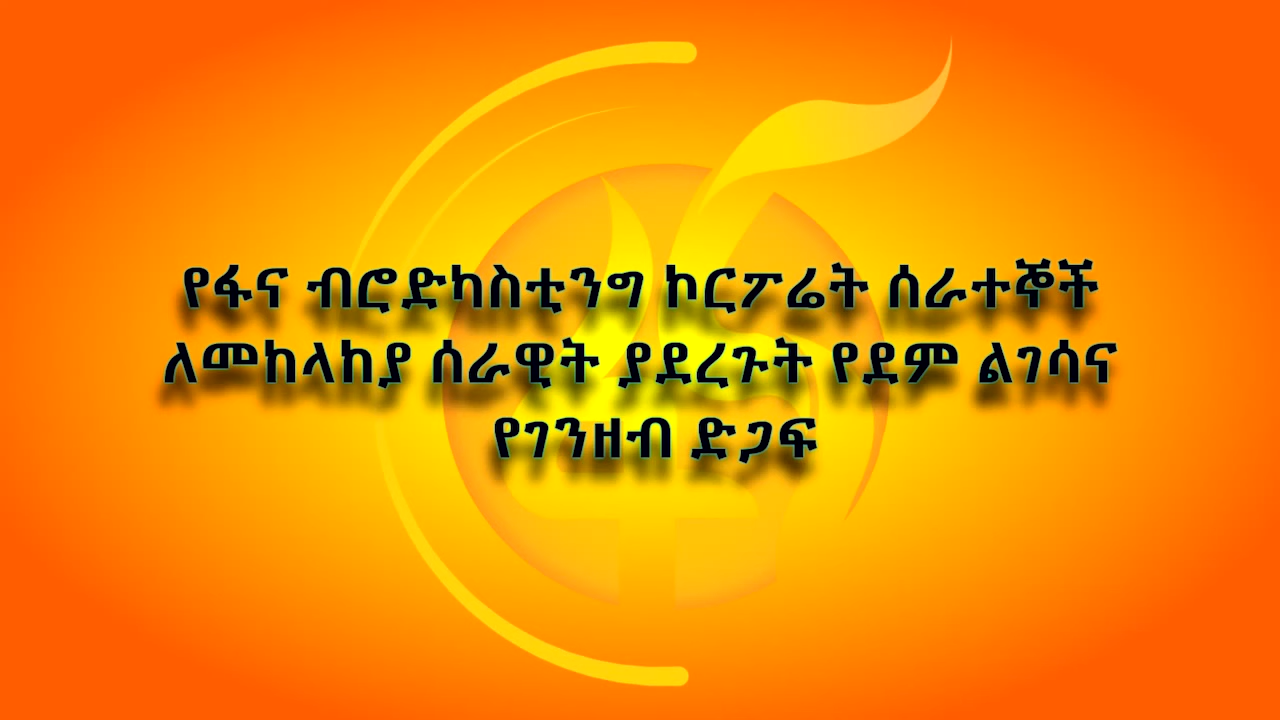 የፋና ብሮድካስቲንግ ኮርፖሬት ሰራተኞች
ለመከላከያ ሰራዊት ያደረጉት የደም ልገሳና
የገንዘብ ድጋፍ